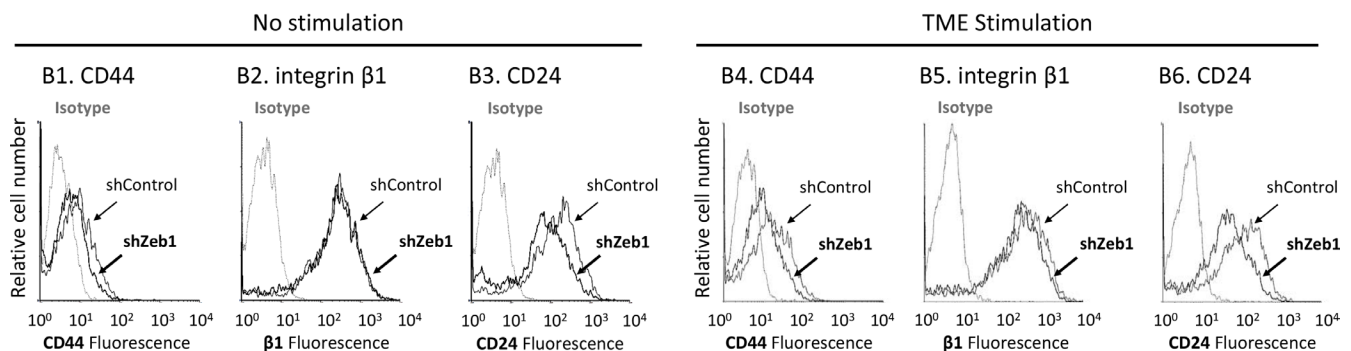 No stimulation
TME Stimulation
B1. CD44
B2. integrin β1
B3. CD24
B4. CD44
B5. integrin β1
B6. CD24
Isotype
Isotype
Isotype
Isotype
Isotype
Isotype
Relative cell number
shControl
shZeb1
shControl
shZeb1
shControl
shZeb1
Relative cell number
shControl
shZeb1
shControl
shZeb1
shControl
shZeb1
10⁰ 10¹ 10² 10³ 10⁴
10⁰ 10¹ 10² 10³ 10⁴
10⁰ 10¹ 10² 10³ 10⁴
10⁰ 10¹ 10² 10³ 10⁴
10⁰ 10¹ 10² 10³ 10⁴
10⁰ 10¹ 10² 10³ 10⁴
CD44 Fluorescence
β1 Fluorescence
CD24 Fluorescence
CD44 Fluorescence
β1 Fluorescence
CD24 Fluorescence